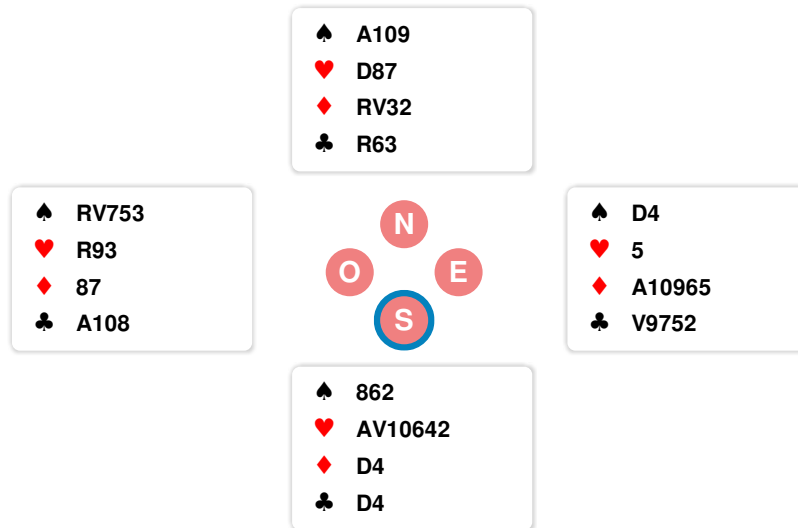 ♠ A109
♥ D87
♦ RV32
♣ R63
♠ RV753
♥ R93
♦ 87
♣ A108
N
O E
S
♠ D4
♥ 5
♦ A10965
♣ V9752
♠ 862
♥ AV10642
♦ D4
♣ D4